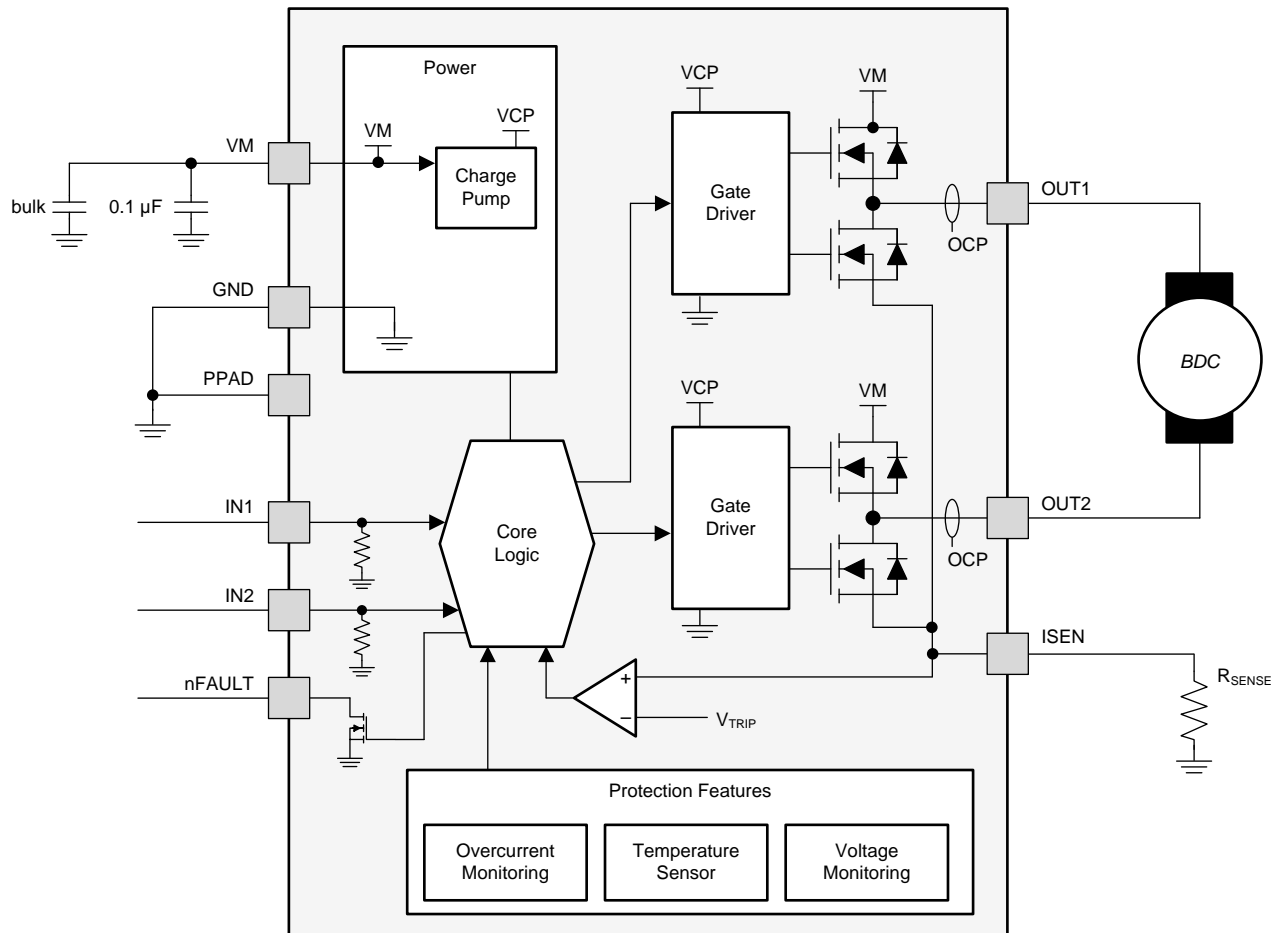 Power
VCP
VM
VCP
VM
VM
Charge
Pump
Gate
Driver
OUT1
bulk
0.1 µF
OCP
GND
BDC
PPAD
VCP
VM
IN1
Core
Logic
Gate
Driver
OUT2
OCP
IN2
ISEN
nFAULT
+
RSENSE
–
VTRIP
Protection Features
Overcurrent
Monitoring
Temperature
Sensor
Voltage
Monitoring